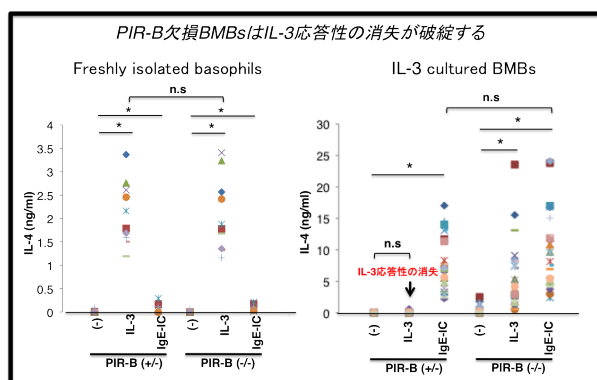 PIR-B欠損BMBsはIL-3応答性の消失が破綻する
Freshly isolated basophils
n.s
*
*
*
*
IL-4 (ng/ml)
4
3.5
3
2.5
2
1.5
1
0.5
0
(-)
IL-3
IgE-IC
(-)
IL-3
IgE-IC
PIR-B (+/-)
PIR-B (-/-)
IL-3 cultured BMBs
n.s
*
*
*
n.s
IL-3応答性の消失
IL-4 (ng/ml)
30
25
20
15
10
5
0
(-)
IL-3
IgE-IC
(-)
IL-3
IgE-IC
PIR-B (+/-)
PIR-B (-/-)